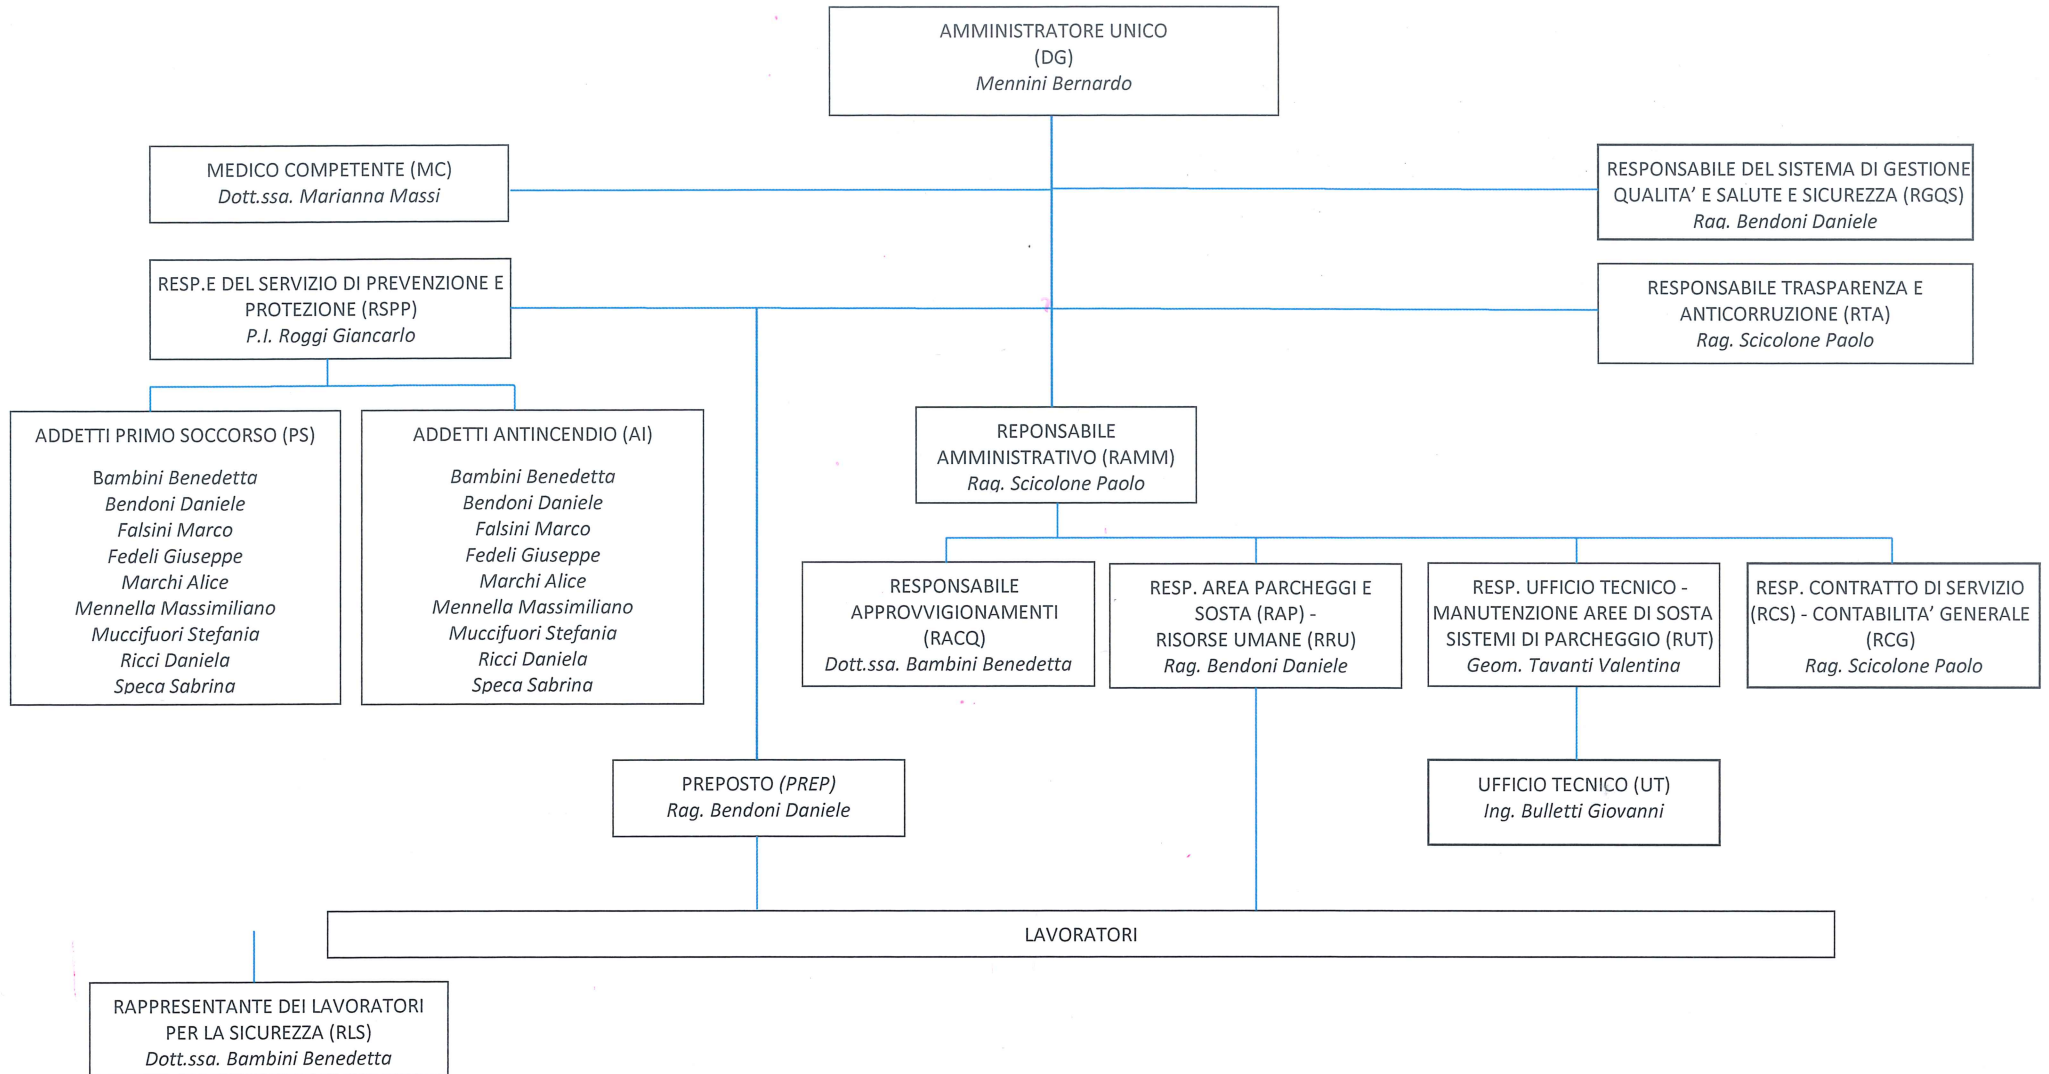 AMMINISTRATORE UNICO
(DG)
Mennini Bernardo
MEDICO COMPETENTE (MC)
Dott.ssa. Marianna Massi
RESPONSABILE DEL SISTEMA DI GESTIONE
QUALITA’ E SALUTE E SICUREZZA (RGQS)
Rag. Bendoni Daniele
RESP.E DEL SERVIZIO DI PREVENZIONE E
PROTEZIONE (RSPP)
P.I. Roggi Giancarlo
RESPONSABILE TRASPARENZA E
ANTICORRUZIONE (RTA)
Rag. Scicolone Paolo
ADDETTI PRIMO SOCCORSO (PS)
Bambini Benedetta
Bendoni Daniele
Falsini Marco
Fedeli Giuseppe
Marchi Alice
Mennella Massimiliano
Muccifuori Stefania
Ricci Daniela
Speca Sabrina
ADDETTI ANTINCENDIO (AI)
Bambini Benedetta
Bendoni Daniele
Falsini Marco
Fedeli Giuseppe
Marchi Alice
Mennella Massimiliano
Muccifuori Stefania
Ricci Daniela
Speca Sabrina
REPONSABILE
AMMINISTRATIVO (RAMM)
Rag. Scicolone Paolo
RESPONSABILE
APPROVVIGIONAMENTI
(RACQ)
Dott.ssa. Bambini Benedetta
RESP. AREA PARCHEGGI E
SOSTA (RAP) -
RISORSE UMANE (RRU)
Rag. Bendoni Daniele
RESP. UFFICIO TECNICO -
MANUTENZIONE AREE DI SOSTA
SISTEMI DI PARCHEGGIO (RUT)
Geom. Tavanti Valentina
RESP. CONTRATTO DI SERVIZIO
(RCS) - CONTABILITA’ GENERALE
(RCG)
Rag. Scicolone Paolo
PREPOSTO (PREP)
Rag. Bendoni Daniele
UFFICIO TECNICO (UT)
Ing. Bulletti Giovanni
LAVORATORI
RAPPRESENTANTE DEI LAVORATORI
PER LA SICUREZZA (RLS)
Dott.ssa. Bambini Benedetta